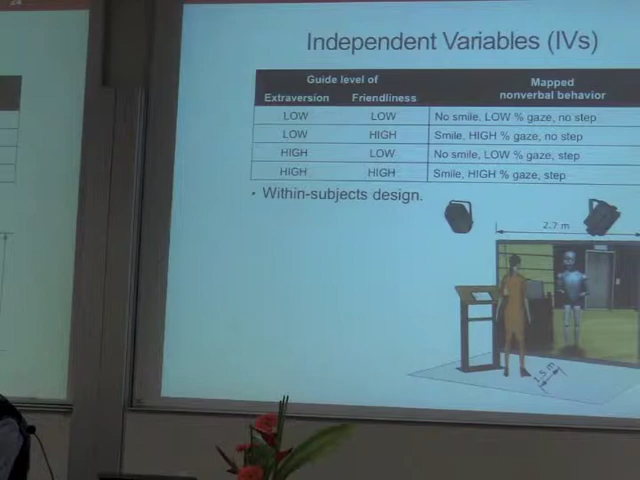 Independent Variables (IVs)
Guide level of
Mapped
Extraversion Friendliness nonverbal behavior
LOW LOW No smile, LOW % gaze, no step
LOW HIGH Smile, HIGH % gaze, no step
HIGH LOW No smile, LOW % gaze, step
HIGH HIGH Smile, HIGH % gaze, step
• Within-subjects design.
2.7 m
1.5 m